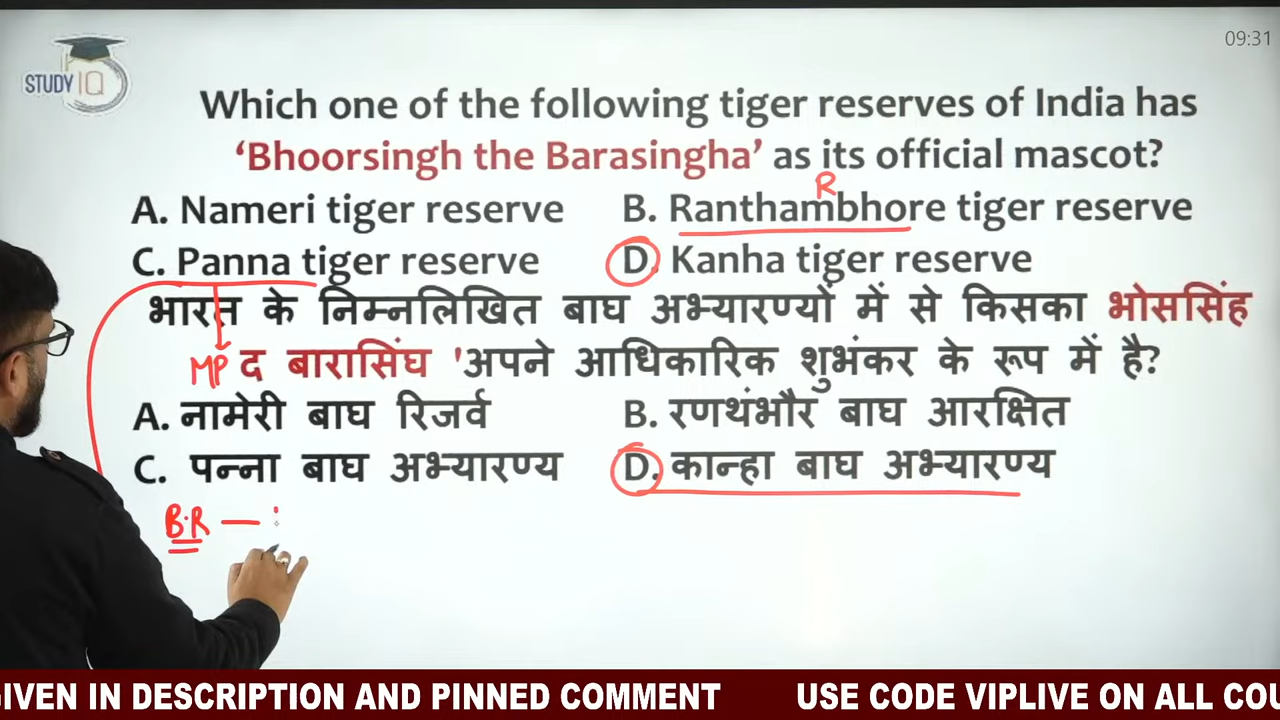 09:31
STUDY IQ
Which one of the following tiger reserves of India has
‘Bhoorsingh the Barasingha’ as its official mascot?
R
A. Nameri tiger reserve B. Ranthambhore tiger reserve
C. Panna tiger reserve D. Kanha tiger reserve
भारत के निम्नलिखित बाघ अभ्यारण्यों में से किसका भोससिंह
MP द बारासिंघ 'अपने आधिकारिक शुभंकर के रूप में है?
A. नामेरी बाघ रिजर्व B. रणथंभौर बाघ आरक्षित
C. पन्ना बाघ अभ्यारण्य D. कान्हा बाघ अभ्यारण्य
B.R —
GIVEN IN DESCRIPTION AND PINNED COMMENT USE CODE VIPLIVE ON ALL COU